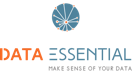 DATA ESSENTIAL
MAKE SENSE OF YOUR DATA